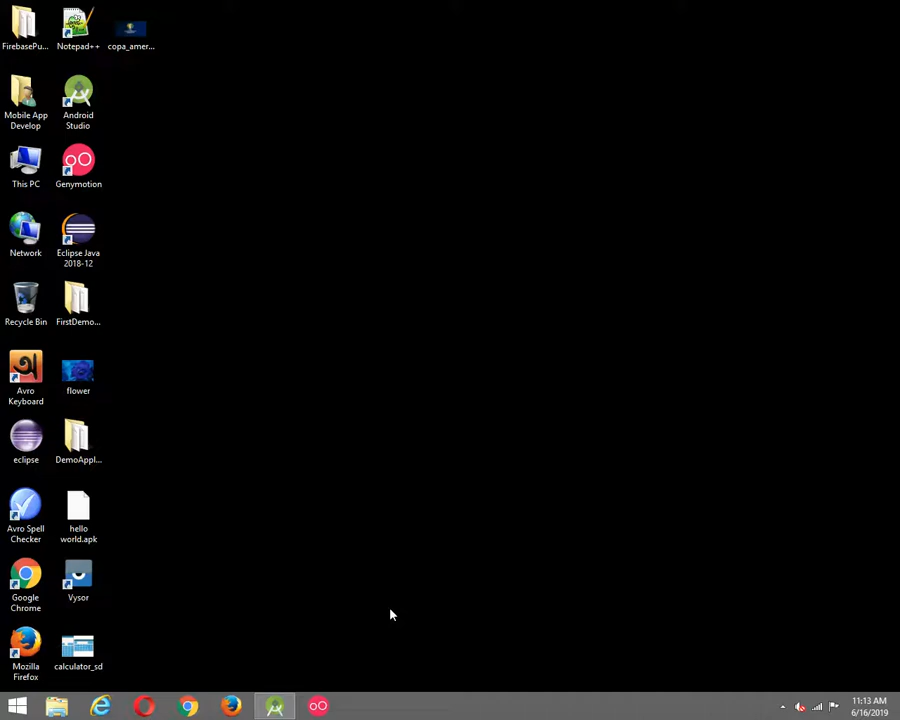 FirebasePu...
Notepad++
copa_amer...
Mobile App
Develop
Android
Studio
This PC
Genymotion
Network
Eclipse Java
2018-12
Recycle Bin
FirstDemo...
অ
Avro
Keyboard
flower
eclipse
DemoAppl...
Avro Spell
Checker
hello
world.apk
Google
Chrome
Vysor
Mozilla
Firefox
calculator_sd
11:13 AM
6/16/2019